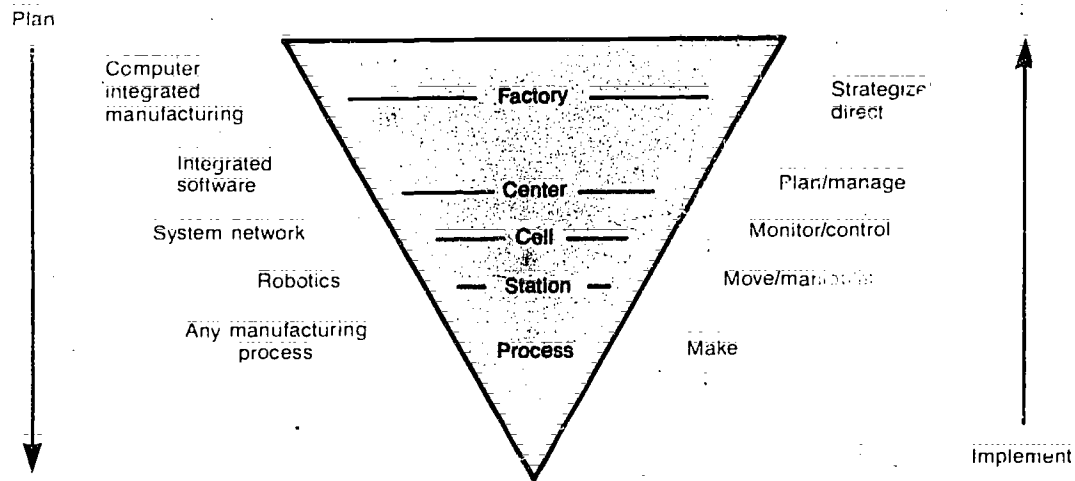 Plan
Computer
integrated
manufacturing
Factory
Strategize
direct
Integrated
software
Center
Plan/manage
System network
Cell
Monitor/control
Robotics
Station
Any manufacturing
process
Process
Make
Implement